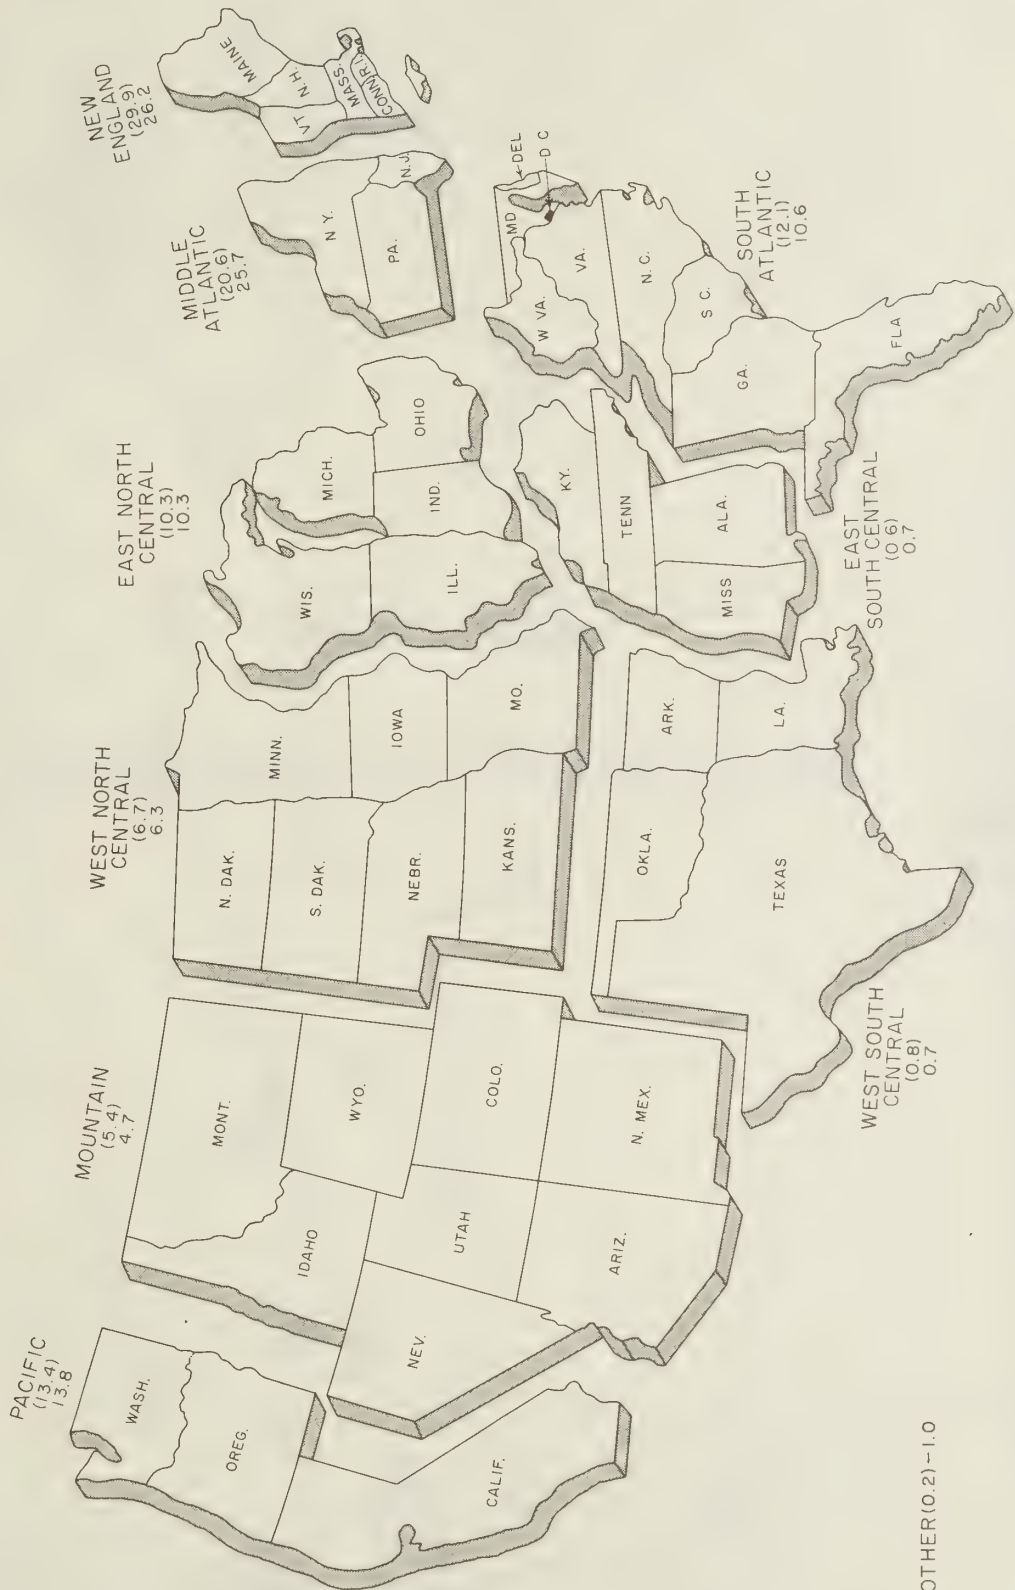 PACIFIC
(13.4)
13.8
MOUNTAIN
(5.4)
4.7
WEST NORTH
CENTRAL
(6.7)
6.3
EAST NORTH
CENTRAL
(10.3)
10.3
MIDDLE
ATLANTIC
(20.6)
25.7
NEW
ENGLAND
(29.9)
26.2
WASH.
OREG.
CALIF.
MONT.
IDAHO
WYO.
NEV.
UTAH
COLO.
ARIZ.
N. MEX.
N. DAK.
S. DAK
NEBR.
KANS.
MINN.
IOWA
MO.
WIS.
MICH.
ILL.
IND.
OHIO
N Y.
PA.
N.J.
MAINE
VT
N.H.
MASS.
CONN.
R.I.
OKLA.
TEXAS
ARK.
LA.
KY.
TENN
MISS
ALA.
MD
DEL
D C
W VA.
VA.
N. C.
S C.
GA.
FLA
SOUTH
ATLANTIC
(12.1)
10.6
EAST
SOUTH CENTRAL
(0.6)
0.7
WEST SOUTH
CENTRAL
(0.8)
0.7
OTHER(0.2)-1.0